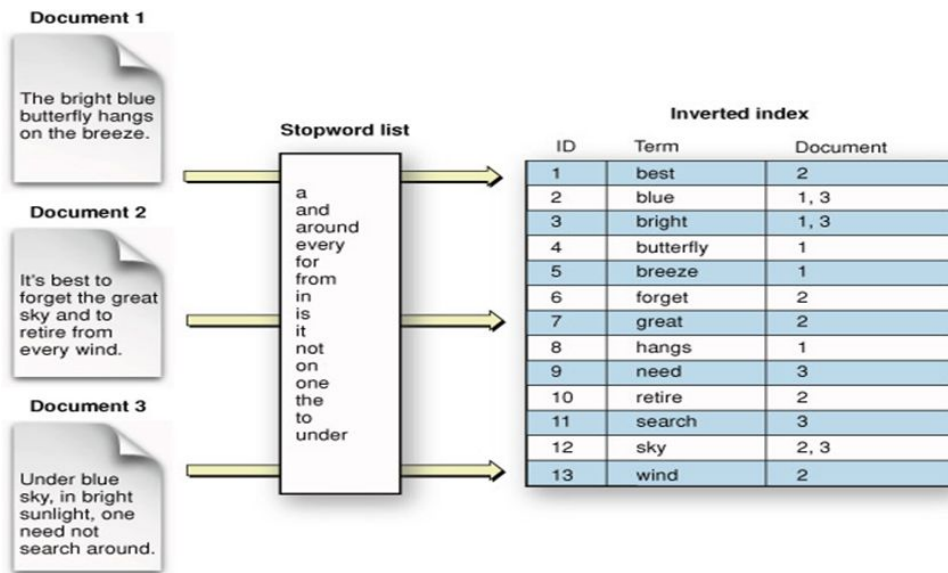 Document 1
The bright blue
butterfly hangs
on the breeze.
Document 2
It's best to
forget the great
sky and to
retire from
every wind.
Document 3
Under blue
sky, in bright
sunlight, one
need not
search around.
Stopword list
a
and
around
every
for
from
in
is
it
not
on
one
the
to
under
Inverted index
ID Term Document
1 best 2
2 blue 1, 3
3 bright 1, 3
4 butterfly 1
5 breeze 1
6 forget 2
7 great 2
8 hangs 1
9 need 3
10 retire 2
11 search 3
12 sky 2, 3
13 wind 2